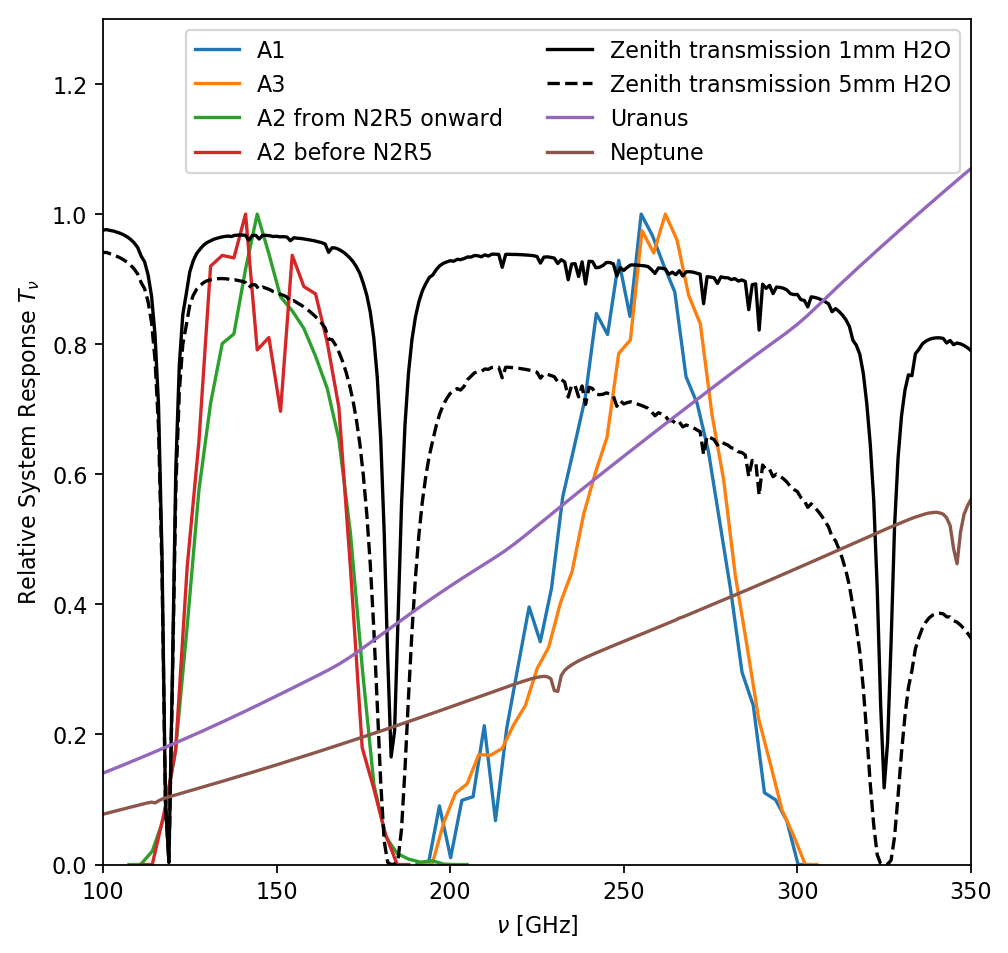 A1
A3
A2 from N2R5 onward
A2 before N2R5
Zenith transmission 1mm H2O
Zenith transmission 5mm H2O
Uranus
Neptune
Relative System Response Tν
1.2
1.0
0.8
0.6
0.4
0.2
0.0
100
150
200
250
300
350
ν [GHz]